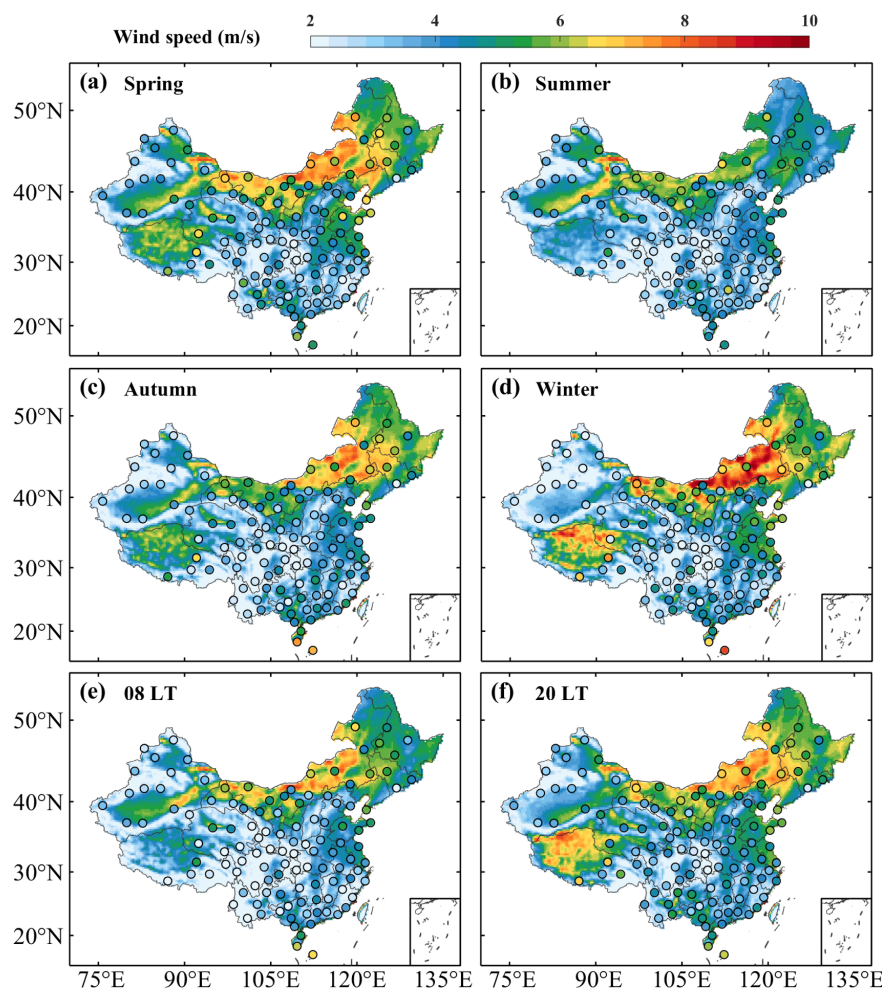 Wind speed (m/s) 2 4 6 8 10
(a) Spring (b) Summer
50°N
40°N
30°N
20°N
(c) Autumn (d) Winter
50°N
40°N
30°N
20°N
(e) 08 LT (f) 20 LT
50°N
40°N
30°N
20°N
75°E 90°E 105°E 120°E 135°E 75°E 90°E 105°E 120°E 135°E